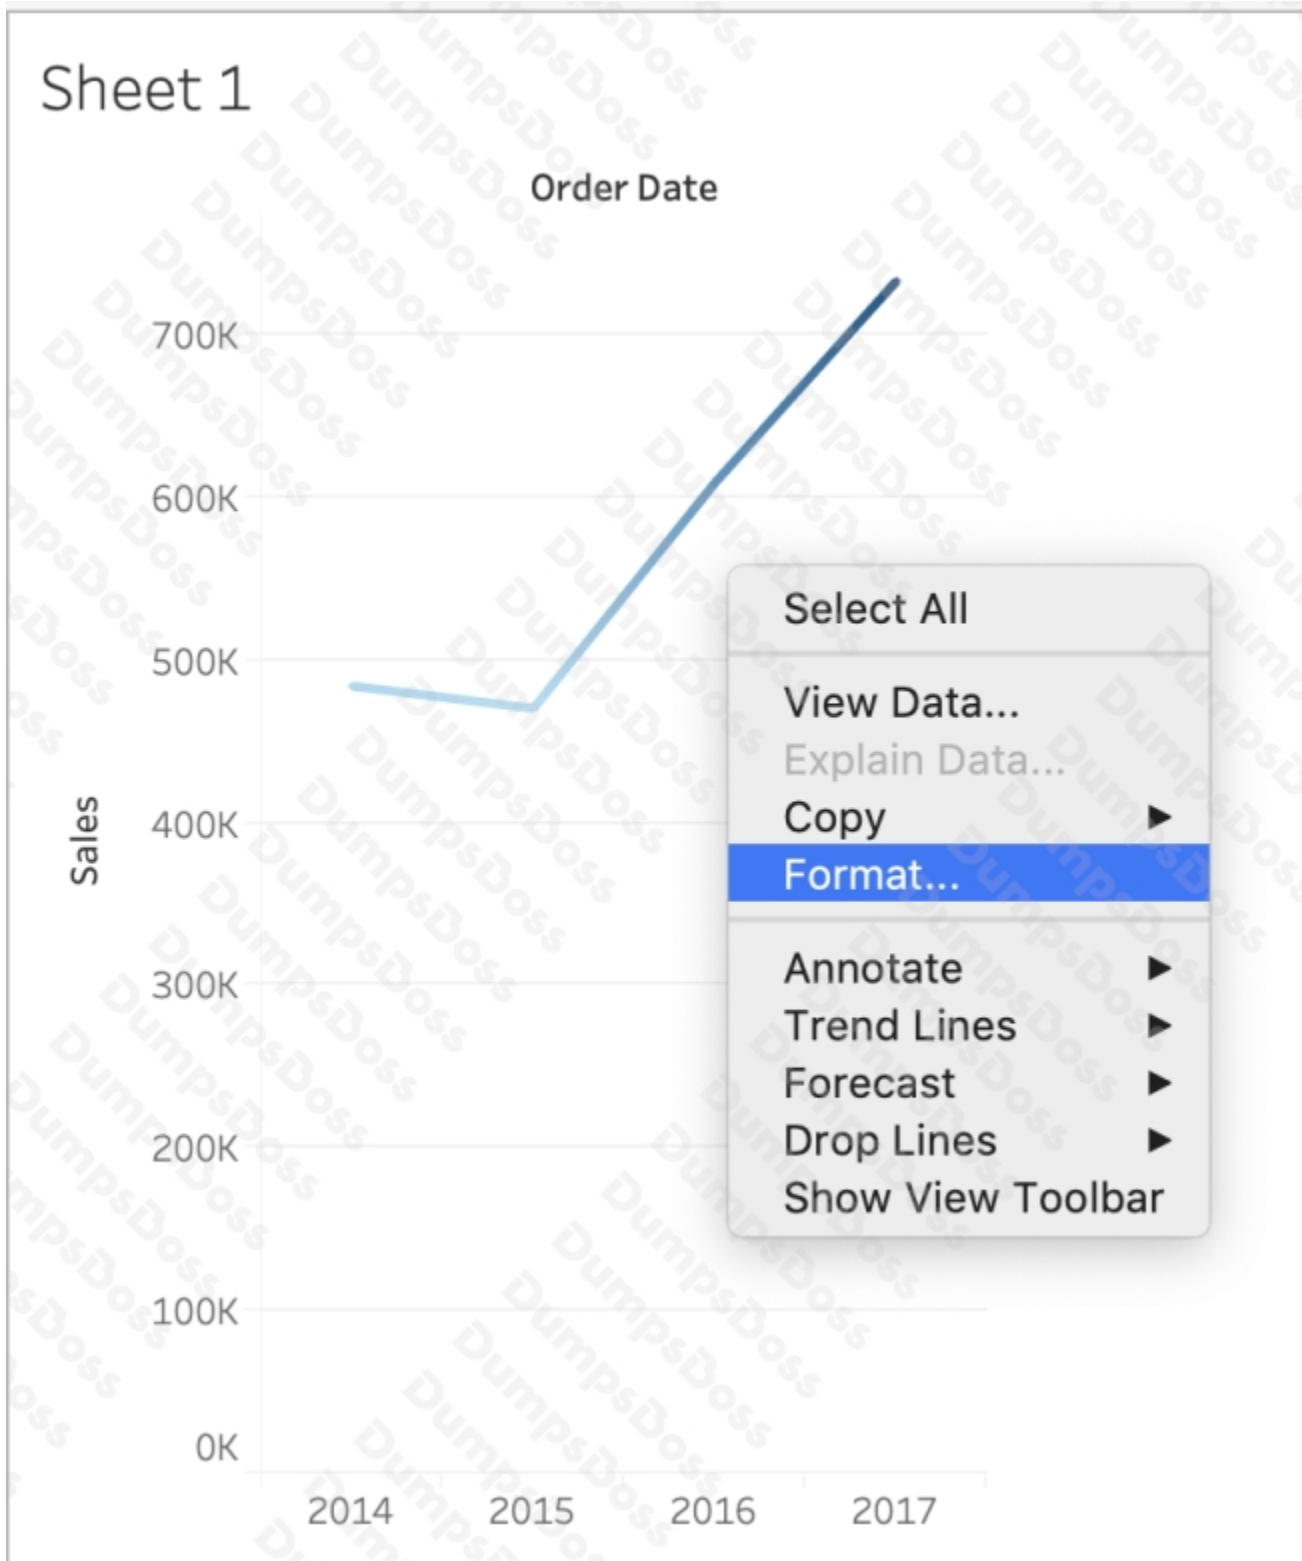 Sheet 1
Order Date
700K
600K
500K
400K
300K
200K
100K
0K
Sales
2014 2015 2016 2017
Select All
View Data...
Explain Data...
Copy
Format...
Annotate
Trend Lines
Forecast
Drop Lines
Show View Toolbar
DumpsDoss